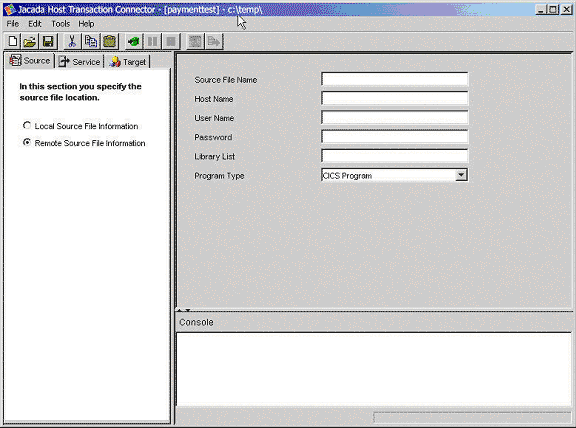 Jacada Host Transaction Connector - [paymenttest] - c:\temp\
File Edit Tools Help
Source Service Target
In this section you specify the
source file location.
Local Source File Information
Remote Source File Information
Source File Name
Host Name
User Name
Password
Library List
Program Type CICS Program
Console